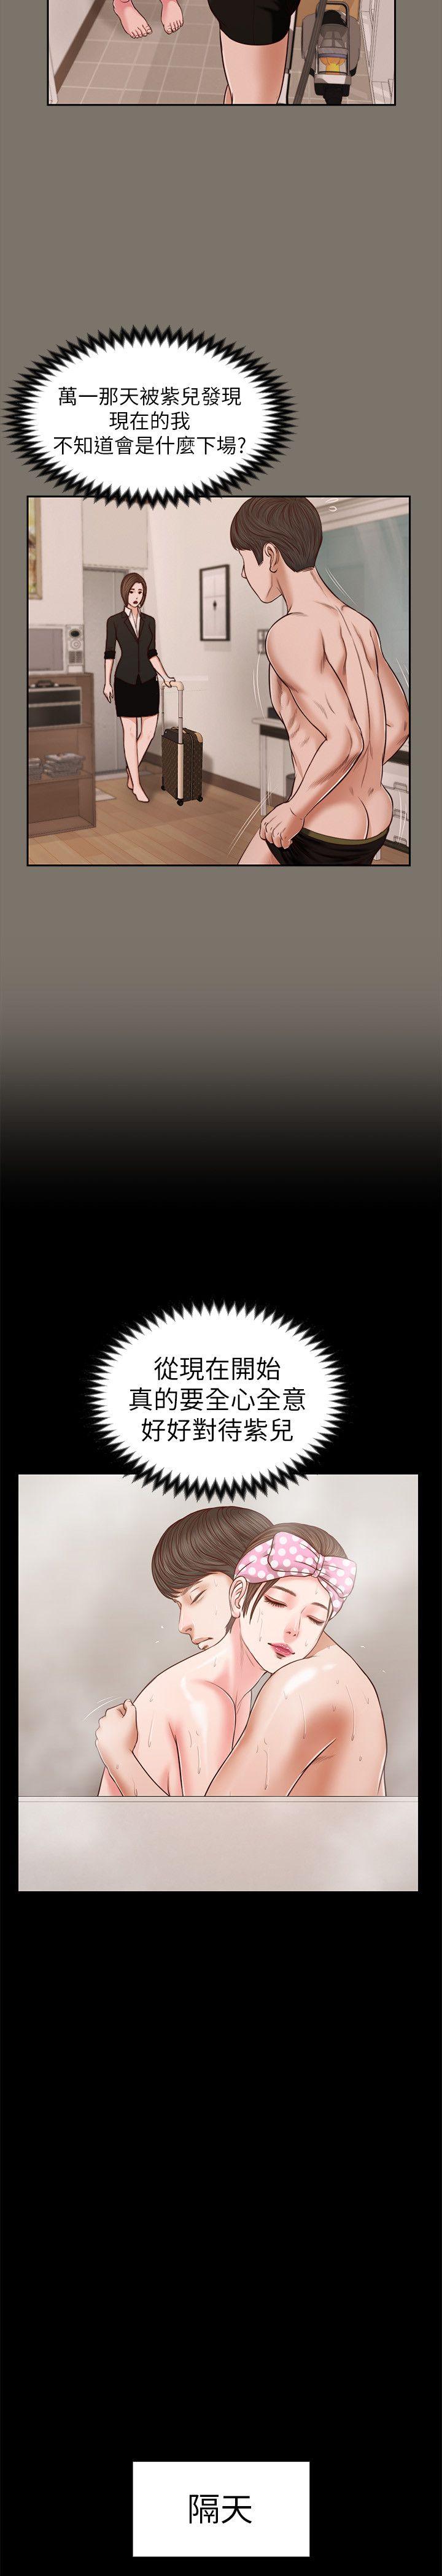 萬一那天被紫兒發現
現在的我
不知道會是什麼下場?
從現在開始
真的要全心全意
好好對待紫兒
隔天